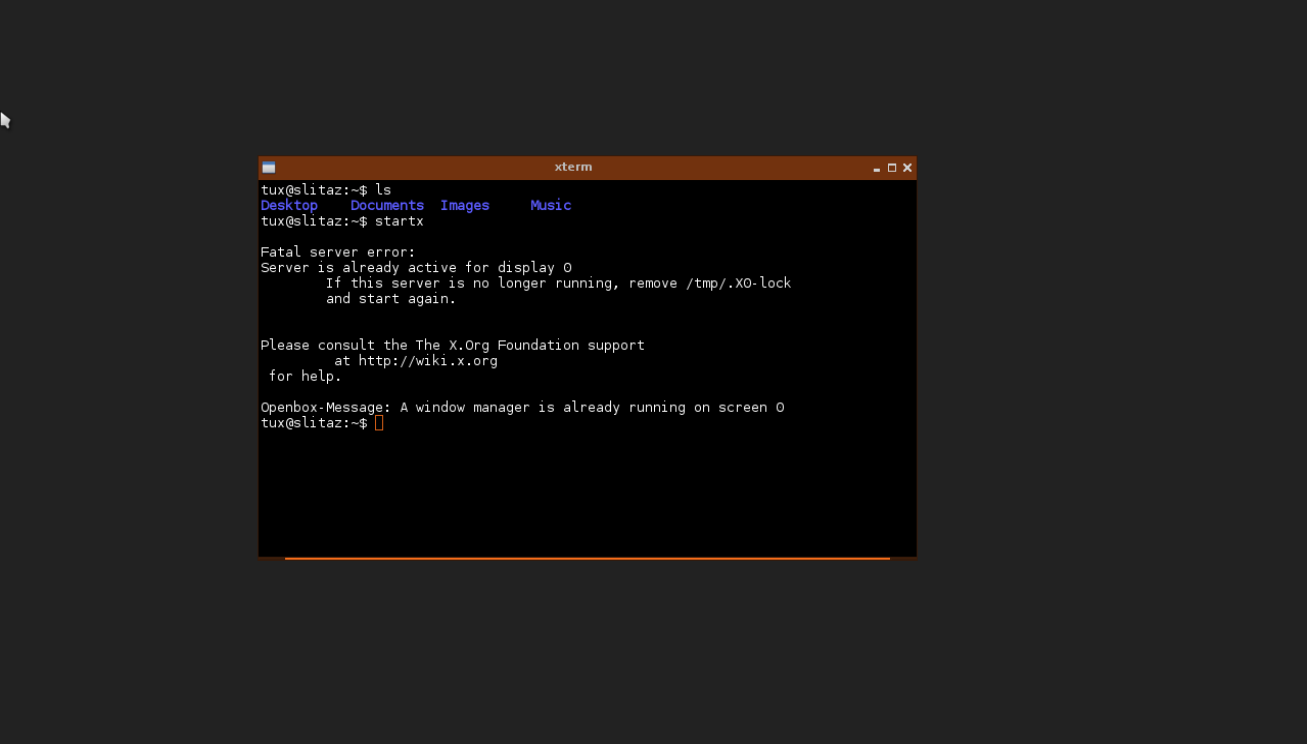 xterm
tux@slitaz:~$ ls
Desktop    Documents  Images     Music
tux@slitaz:~$ startx
Fatal server error:
Server is already active for display 0
        If this server is no longer running, remove /tmp/.X0-lock
        and start again.
Please consult the The X.Org Foundation support
         at http://wiki.x.org
 for help.
Openbox-Message: A window manager is already running on screen 0
tux@slitaz:~$